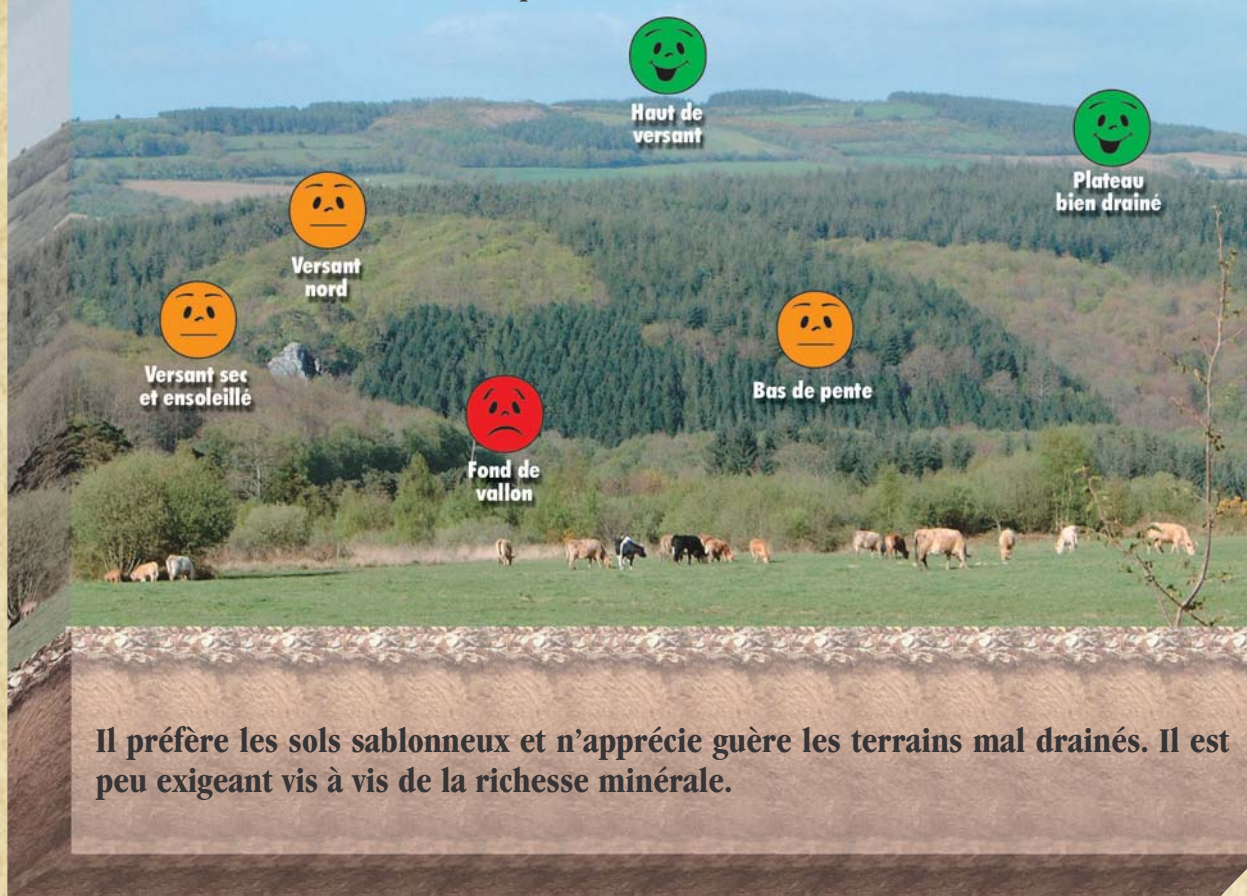 Haut de
versant
Plateau
bien drainé
Versant
nord
Versant sec
et ensoleillé
Bas de pente
Fond de
vallon
Il préfère les sols sablonneux et n'apprécie guère les terrains mal drainés. Il est
peu exigeant vis à vis de la richesse minérale.